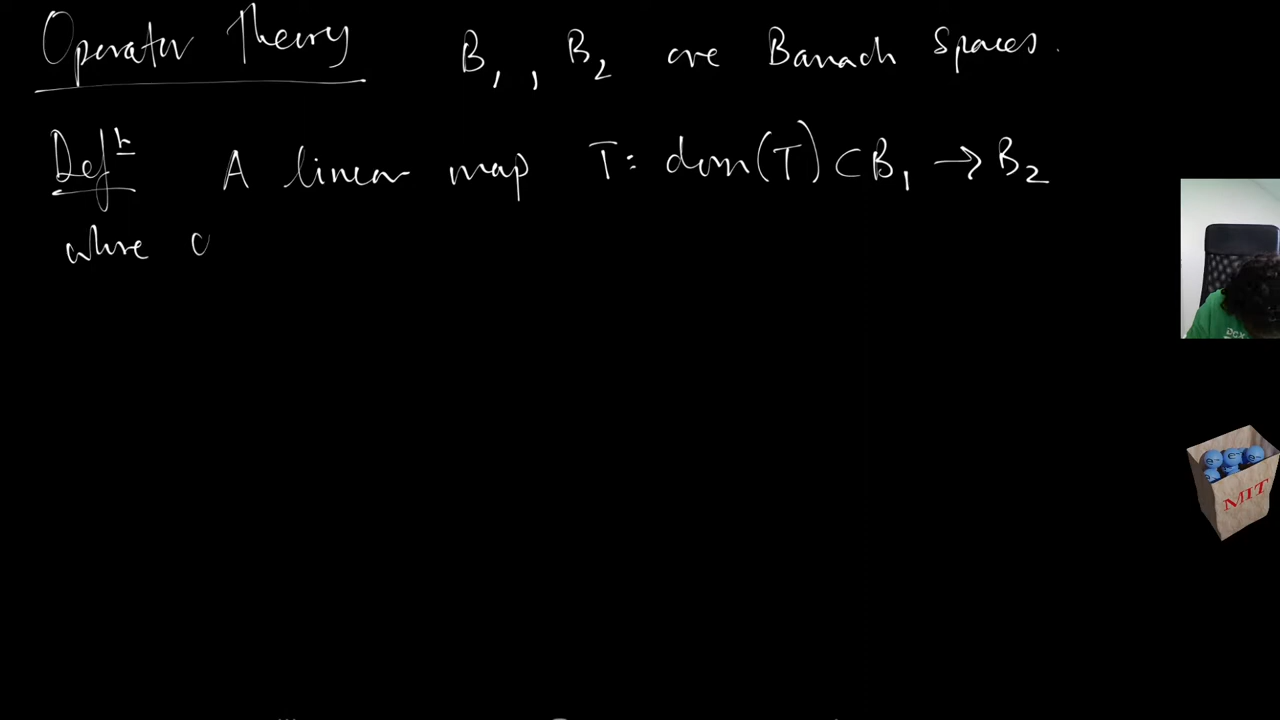 Operator Theory B₁, B₂ are Banach Spaces.
Defⁿ A linear map T: dom(T) ⊂ B₁ → B₂
where
MIT